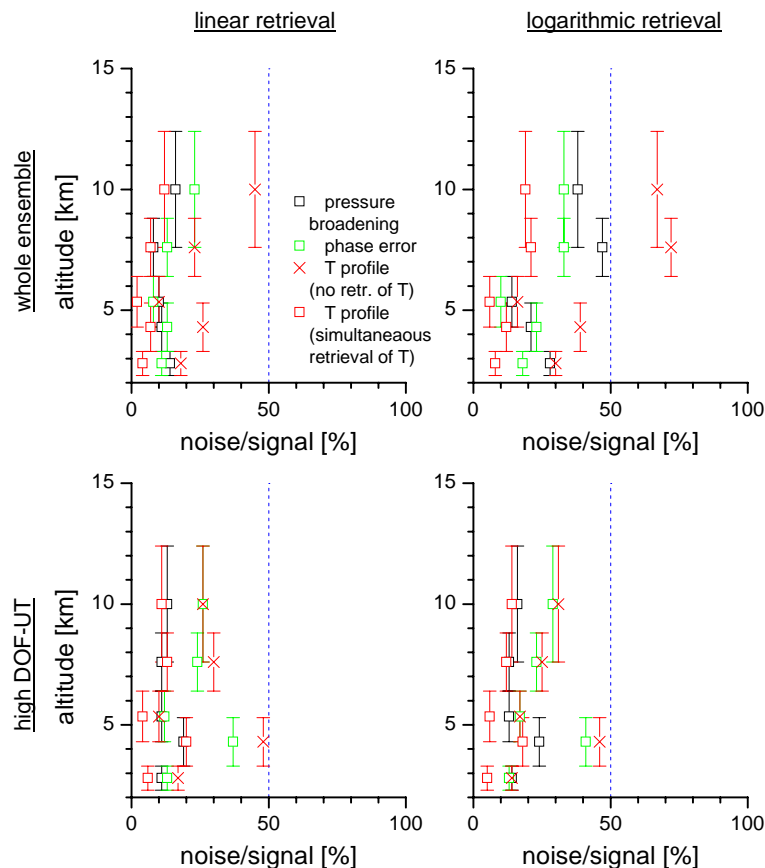 linear retrieval
logarithmic retrieval
15
10
5
0
50
100
noise/signal [%]
whole ensemble
altitude [km]
pressure
broadening
phase error
T profile
(no retr. of T)
T profile
(simultaneaous
retrieval of T)
15
10
5
0
50
100
noise/signal [%]
15
10
5
0
50
100
noise/signal [%]
high DOF-UT
altitude [km]
15
10
5
0
50
100
noise/signal [%]